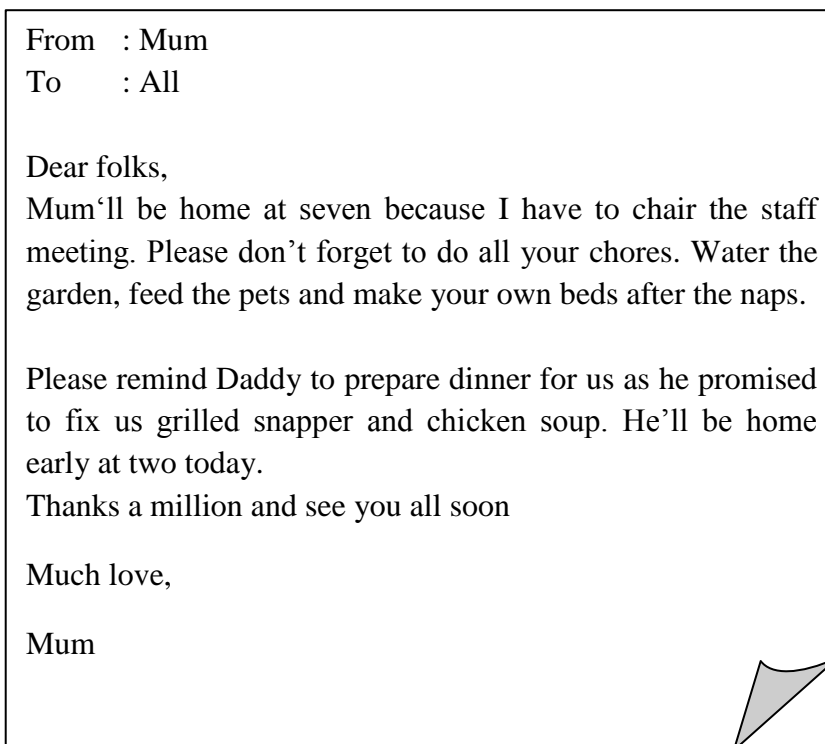 From : Mum
To : All
Dear folks,
Mum‘ll be home at seven because I have to chair the staff
meeting. Please don’t forget to do all your chores. Water the
garden, feed the pets and make your own beds after the naps.
Please remind Daddy to prepare dinner for us as he promised
to fix us grilled snapper and chicken soup. He’ll be home
early at two today.
Thanks a million and see you all soon
Much love,
Mum